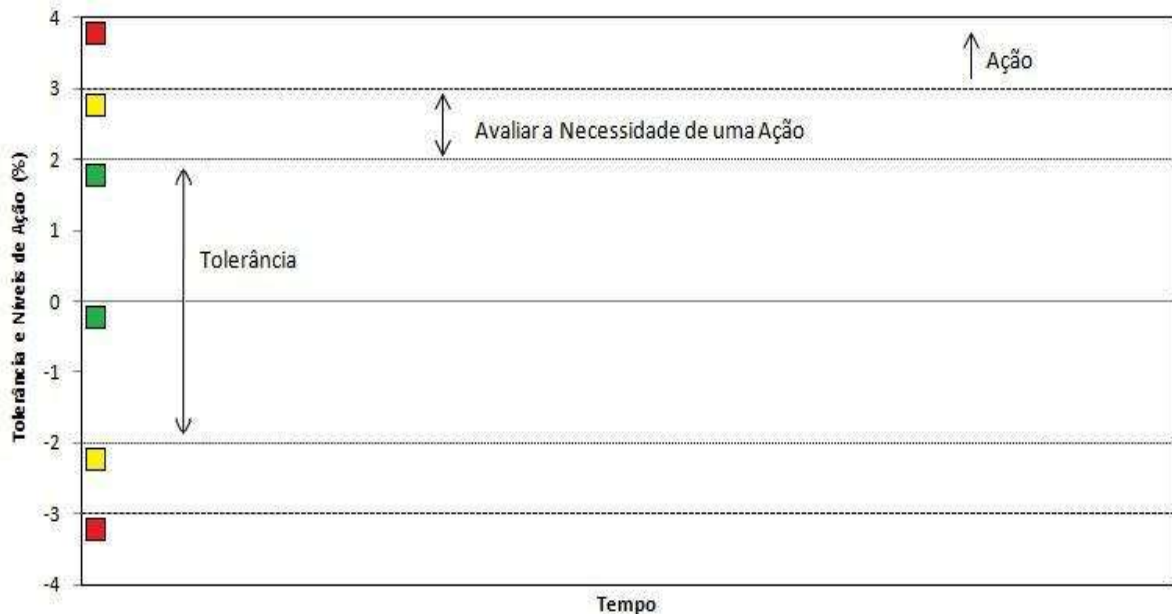 4
Ação
3
Avaliar a Necessidade de uma Ação
2
1
Tolerância
0
-1
-2
-3
-4
Tolerância e Níveis de Ação (%)
Tempo